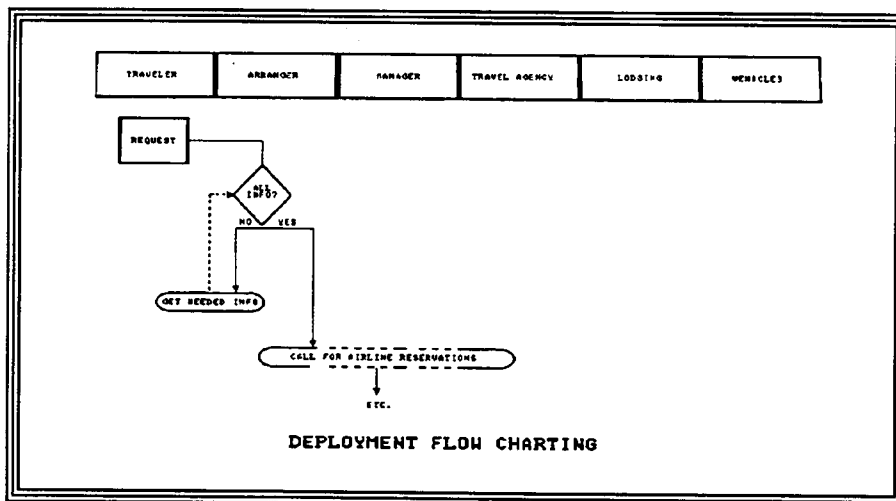 TRAVELER ARRANGER MANAGER TRAVEL AGENCY LODGING VEHICLES
REQUEST
ALL
INFO?
NO YES
GET NEEDED INFO
CALL FOR AIRLINE RESERVATIONS
ETC.
DEPLOYMENT FLOW CHARTING